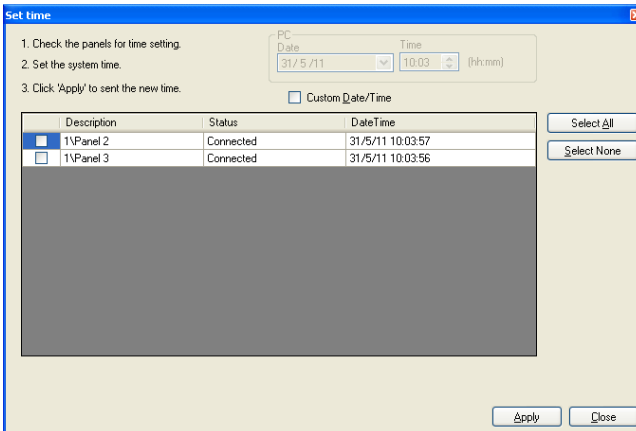 Set time
1. Check the panels for time setting.
2. Set the system time.
3. Click 'Apply' to sent the new time.
PC
Date Time
31/ 5 /11 10:03 (hh:mm)
Custom Date/Time
Description Status DateTime
1\Panel 2 Connected 31/5/11 10:03:57
1\Panel 3 Connected 31/5/11 10:03:56
Select All
Select None
Apply Close